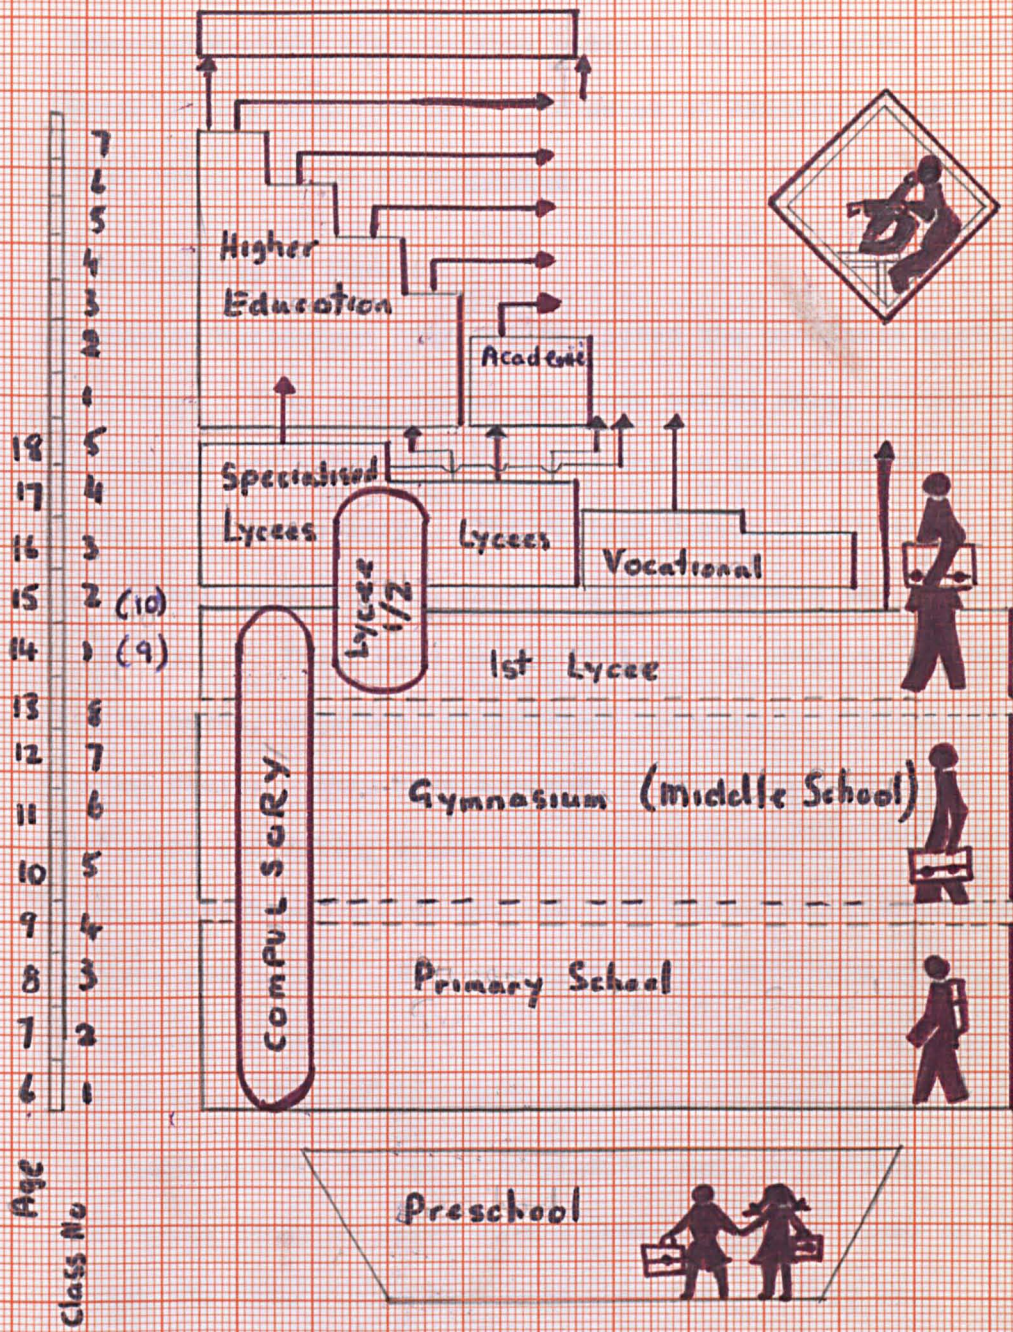 7
6
5
Higher
4
Education
3
2
Academic
1
18 5
Specialised
17 4
Lycees
Lycees
16 3
Vocational
Lycee
1/2
15 2 (10)
14 1 (9)
1st Lycee
13 8
12 7
Gymnasium (Middle School)
11 6
10 5
9 4
COMPULSORY
8 3
Primary School
7 2
6 1
Age
Class No
Preschool